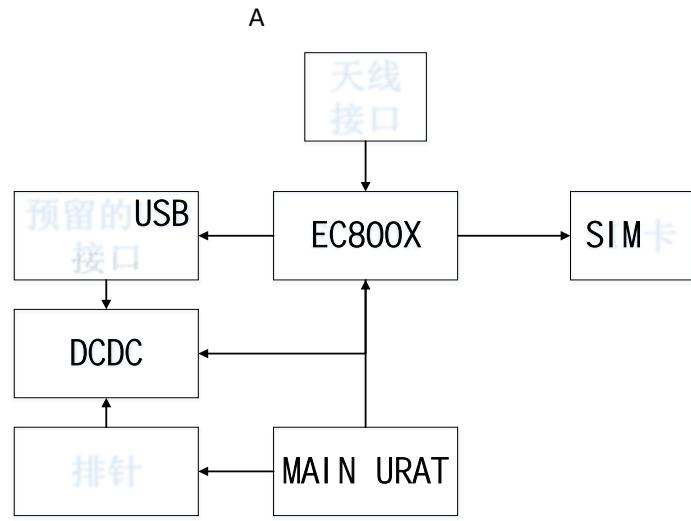 A
天线
接口
预留的USB
接口
EC800X
SIM卡
DCDC
排针
MAIN URAT